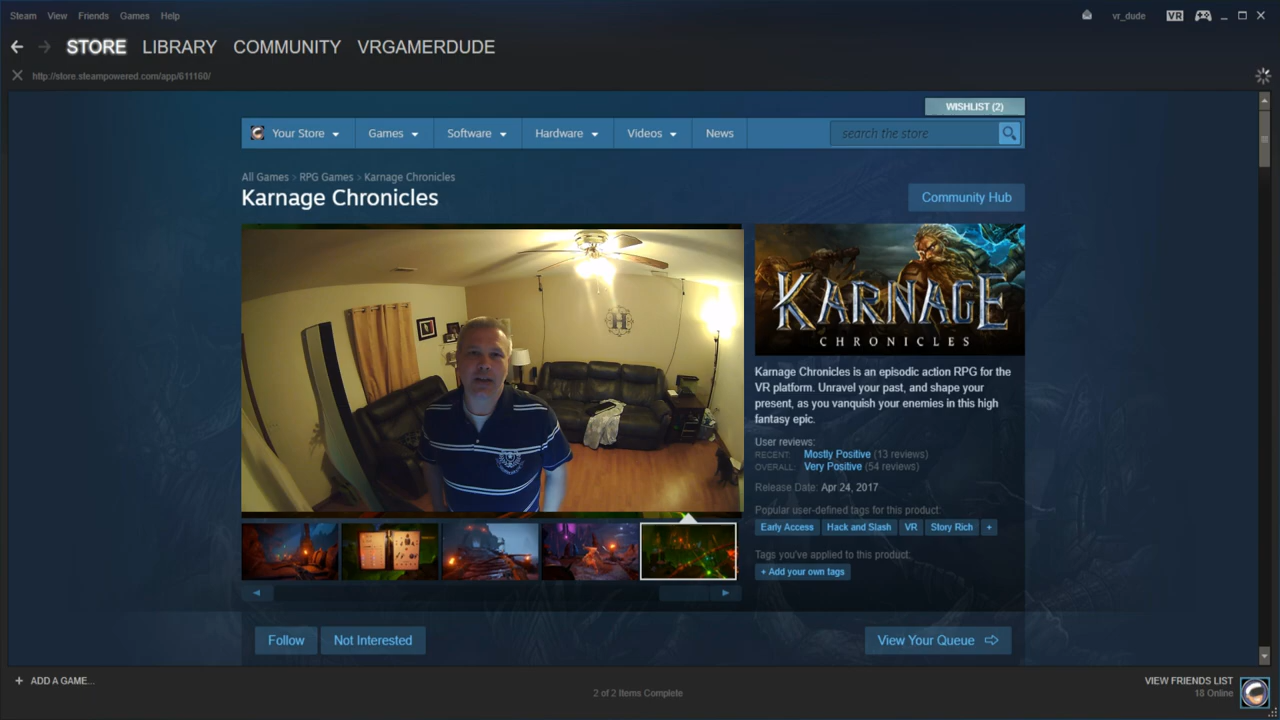 Steam View Friends Games Help
vr_dude
VR
STORE LIBRARY COMMUNITY VRGAMERDUDE
http://store.steampowered.com/app/611160/
WISHLIST (2)
Your Store Games Software Hardware Videos News
search the store
All Games > RPG Games > Karnage Chronicles
Karnage Chronicles
Community Hub
H
KARNAGE
CHRONICLES
Karnage Chronicles is an episodic action RPG for the
VR platform. Unravel your past, and shape your
present, as you vanquish your enemies in this high
fantasy epic.
User reviews:
RECENT: Mostly Positive (13 reviews)
OVERALL: Very Positive (54 reviews)
Release Date: Apr 24, 2017
Popular user-defined tags for this product:
Early Access Hack and Slash VR Story Rich +
Tags you've applied to this product:
+ Add your own tags
Follow Not Interested View Your Queue
+ ADD A GAME...
2 of 2 Items Complete
VIEW FRIENDS LIST
18 Online